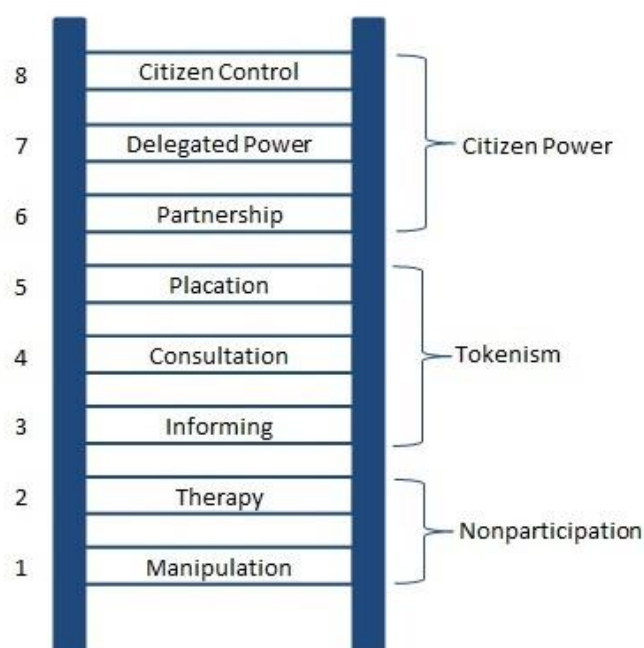 8 Citizen Control
7 Delegated Power Citizen Power
6 Partnership
5 Placation
4 Consultation Tokenism
3 Informing
2 Therapy
Nonparticipation
1 Manipulation